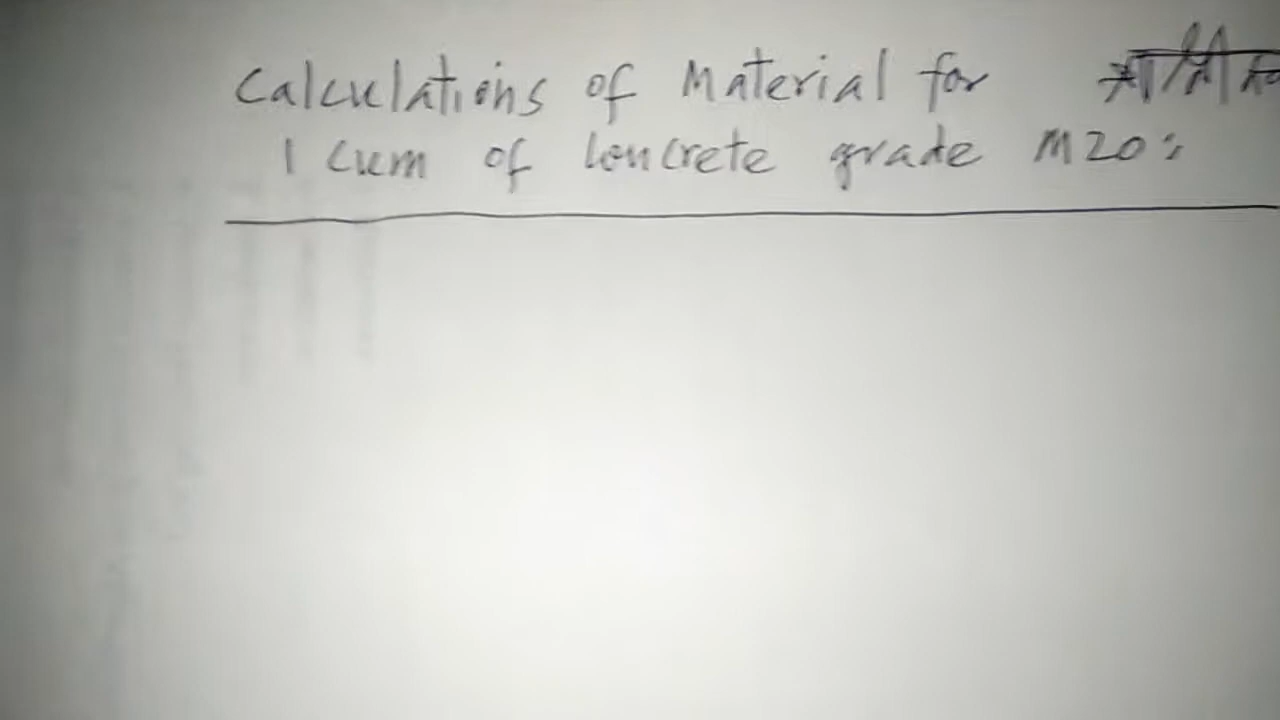 Calculations of Material for
1 Cum of Concrete grade M20: